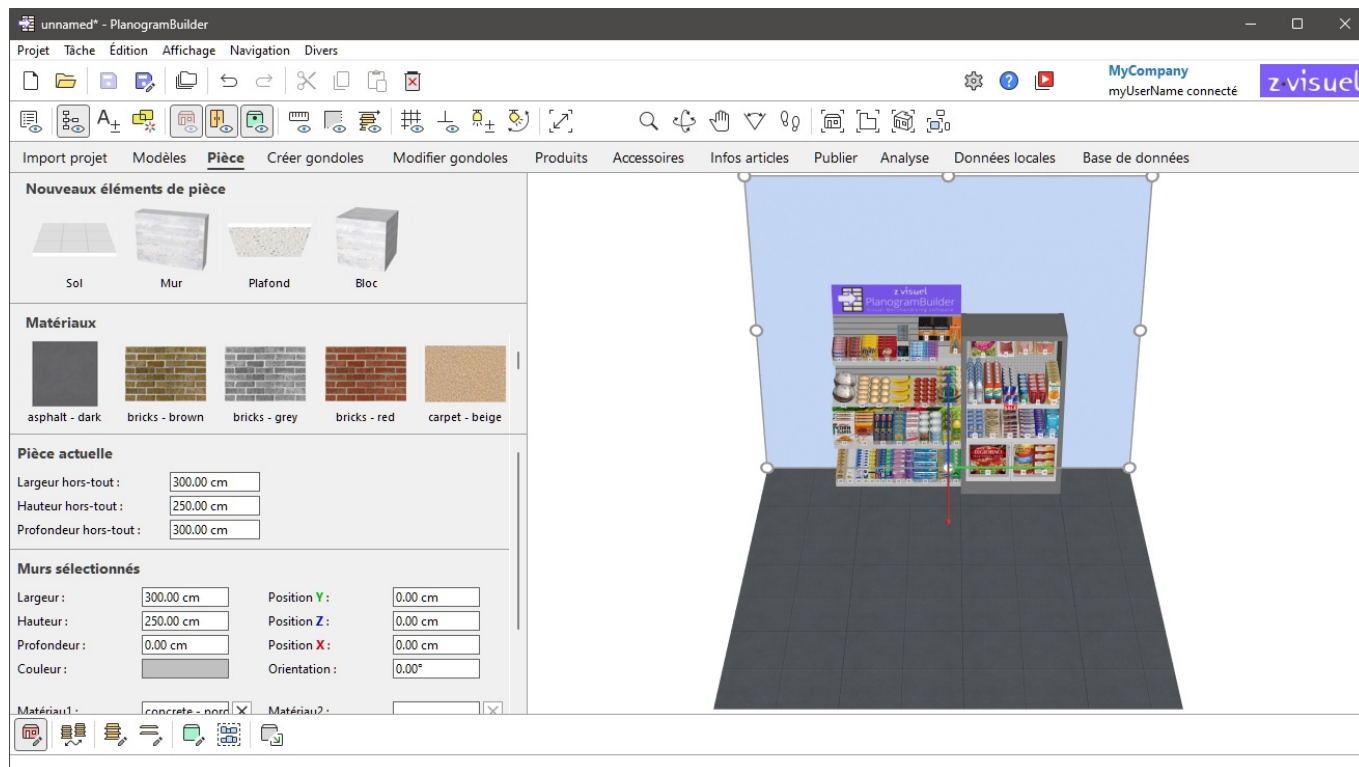 unnamed* - PlanogramBuilder
Projet Tâche Édition Affichage Navigation Divers
MyCompany
myUserName connecté
z·visuel
Import projet Modèles Pièce Créer gondoles Modifier gondoles Produits Accessoires Infos articles Publier Analyse Données locales Base de données
Nouveaux éléments de pièce
Sol Mur Plafond Bloc
Matériaux
asphalt - dark bricks - brown bricks - grey bricks - red carpet - beige
Pièce actuelle
Largeur hors-tout : 300.00 cm
Hauteur hors-tout : 250.00 cm
Profondeur hors-tout : 300.00 cm
Murs sélectionnés
Largeur : 300.00 cm Position Y : 0.00 cm
Hauteur : 250.00 cm Position Z : 0.00 cm
Profondeur : 0.00 cm Position X : 0.00 cm
Couleur : Orientation : 0.00°
Matériau1 : concrete - nord Matériau2 :
z·visuel
PlanogramBuilder
Visual Merchandising Software
DIGIORNO